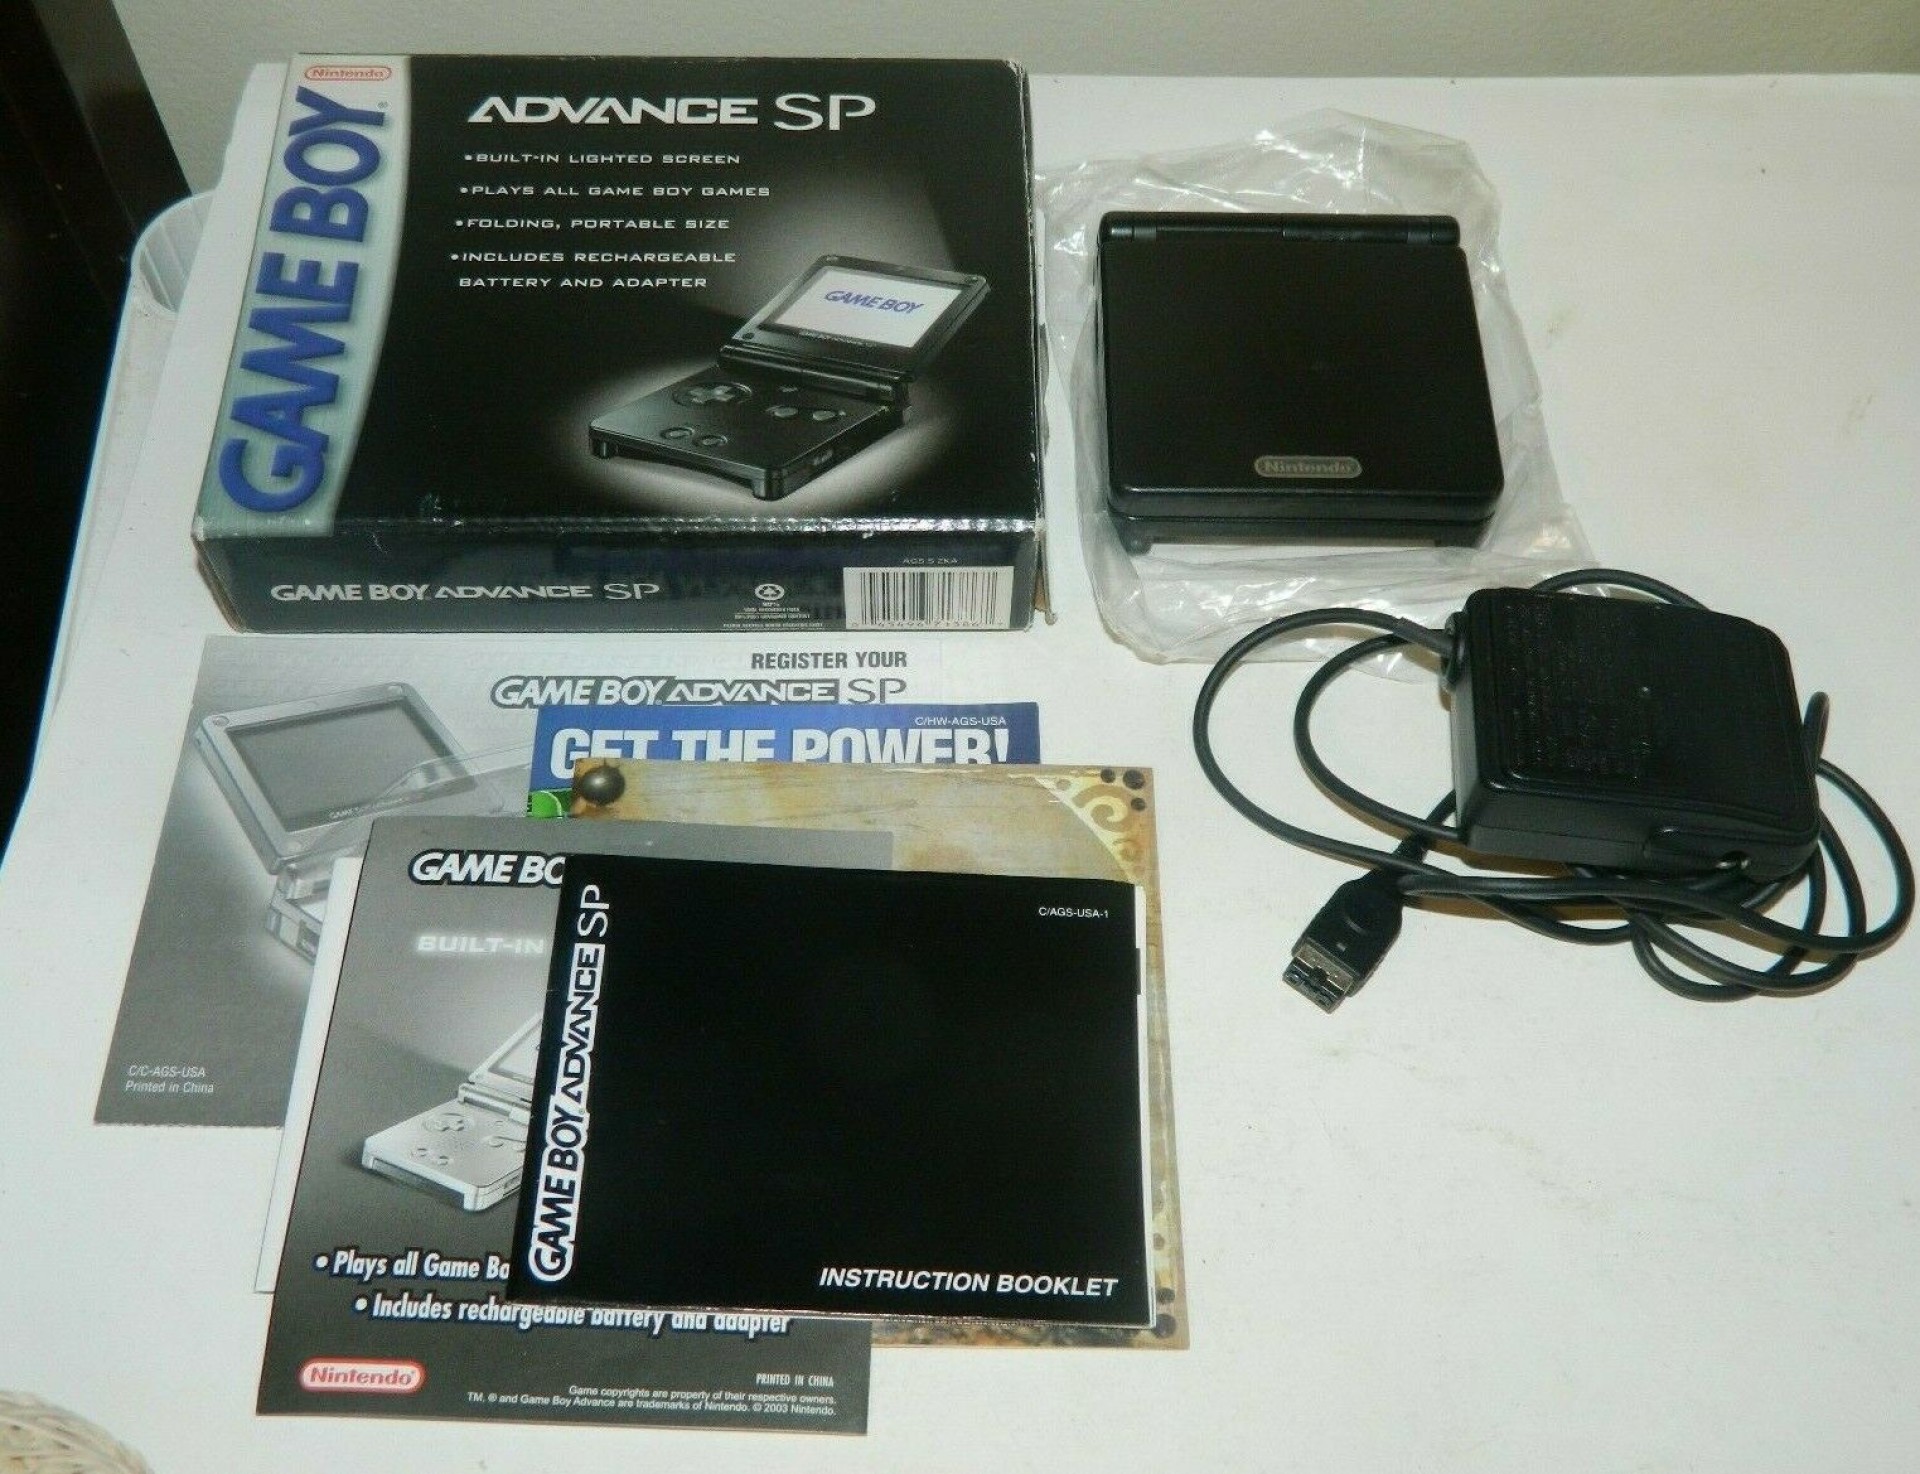 Nintendo
GAME BOY
ADVANCE SP
•BUILT-IN LIGHTED SCREEN
•PLAYS ALL GAME BOY GAMES
•FOLDING, PORTABLE SIZE
•INCLUDES RECHARGEABLE
BATTERY AND ADAPTER
GAME BOY
GAME BOY ADVANCE SP
AGS S ZKA
Nintendo
REGISTER YOUR
GAME BOY ADVANCE SP
C/HW-AGS-USA
GET THE POWER!
C/C-AGS-USA
Printed in China
GAME BO
BUILT-IN
• Plays all Game Bo
• Includes rechargeable battery and adapter
Nintendo
PRINTED IN CHINA
Game copyrights are property of their respective owners.
TM, ® and Game Boy Advance are trademarks of Nintendo. © 2003 Nintendo.
GAME BOY ADVANCE SP
C/AGS-USA-1
INSTRUCTION BOOKLET